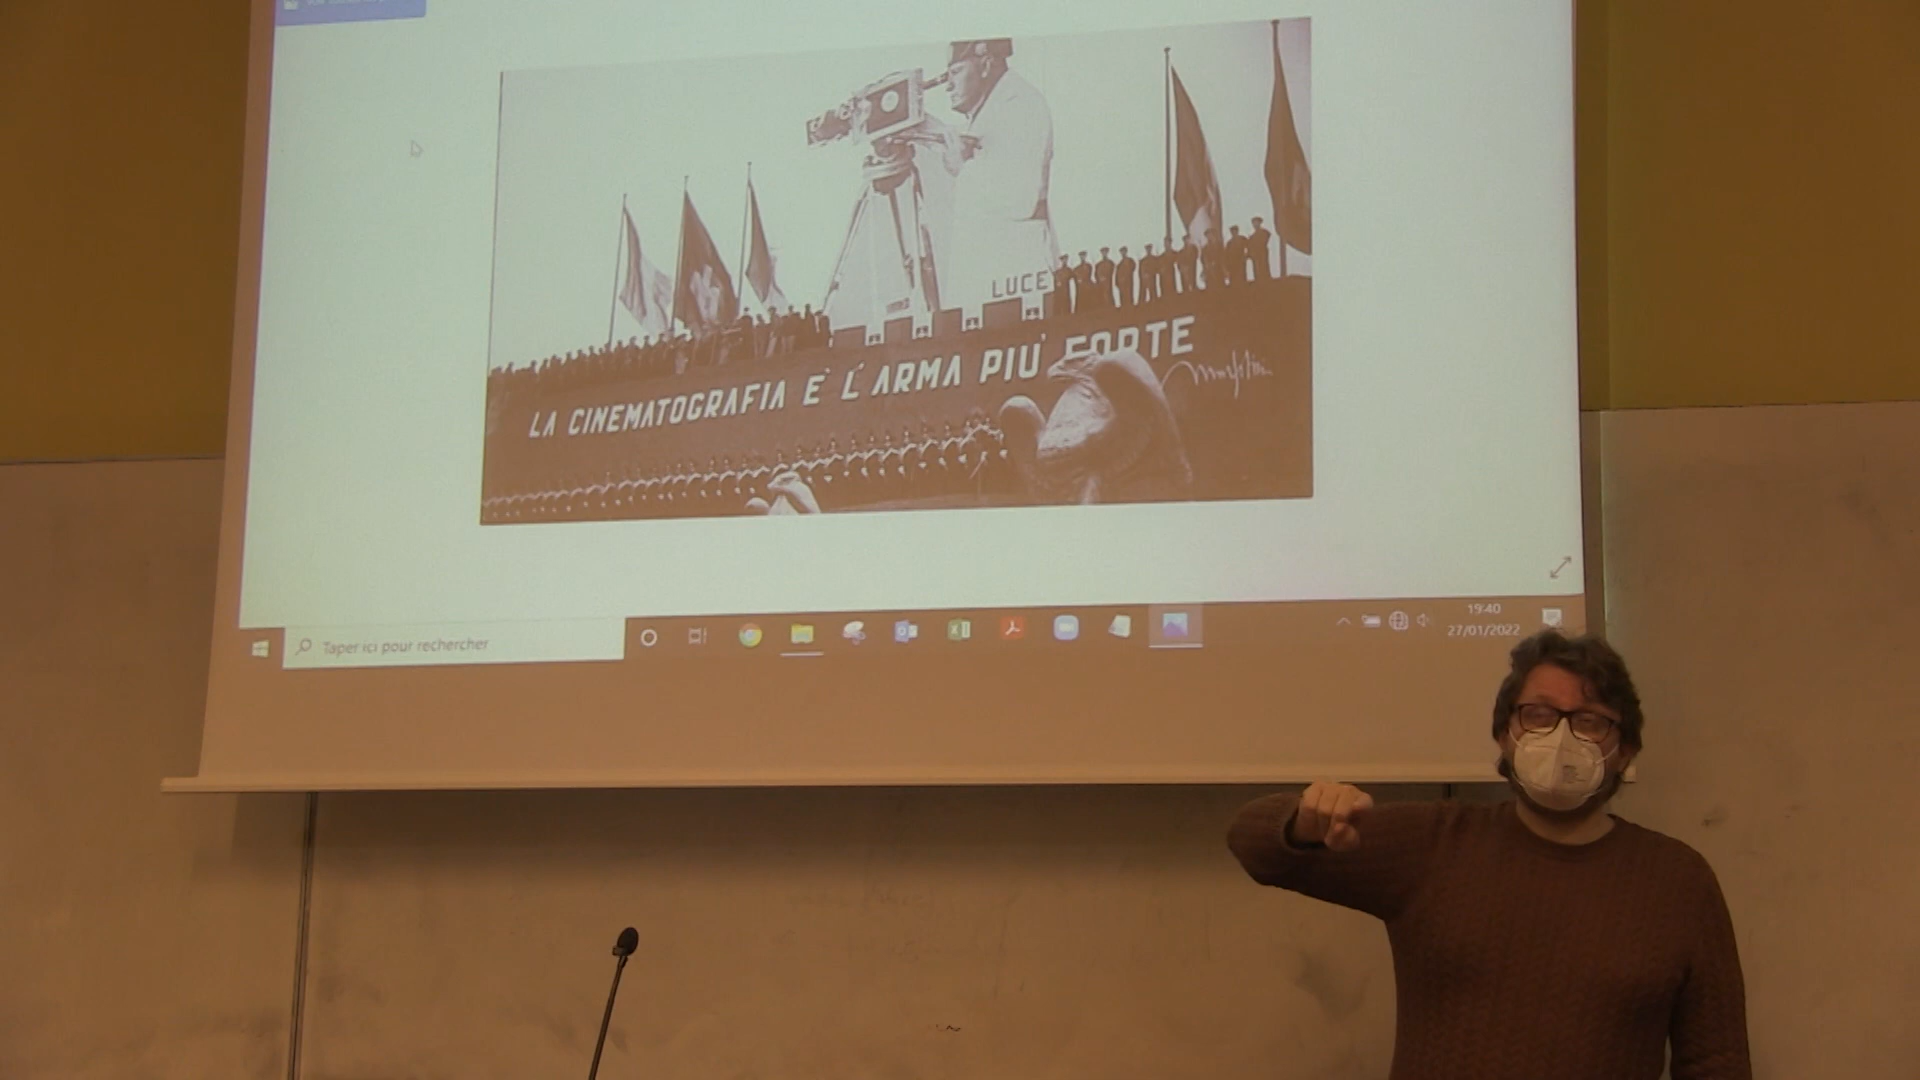 LUCE
LA CINEMATOGRAFIA E' L'ARMA PIU' FORTE
Taper ici pour rechercher
19:40
27/01/2022